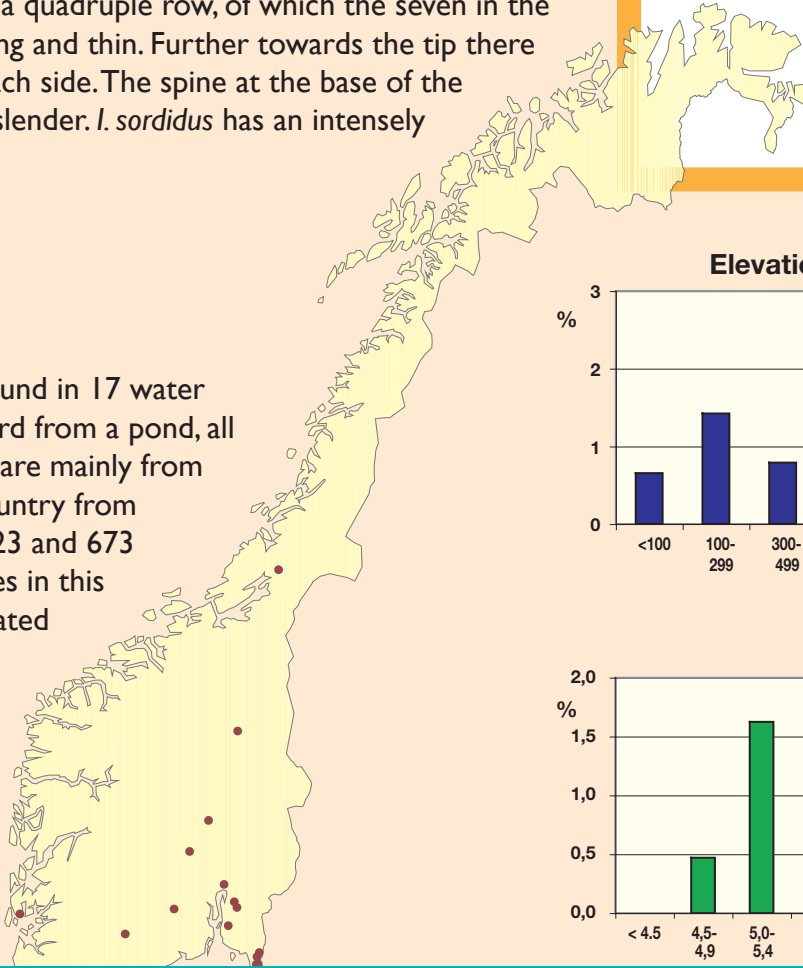 a quadruple row, of which the seven in the
ng and thin. Further towards the tip there
ach side. The spine at the base of the
slender. I. sordidus has an intensely
und in 17 water
rd from a pond, all
are mainly from
untry from
23 and 673
es in this
ated
Elevatio
3
%
2
1
0
<100 100-299 300-499
2,0
%
1,5
1,0
0,5
0,0
< 4.5 4,5-4,9 5,0-5,4